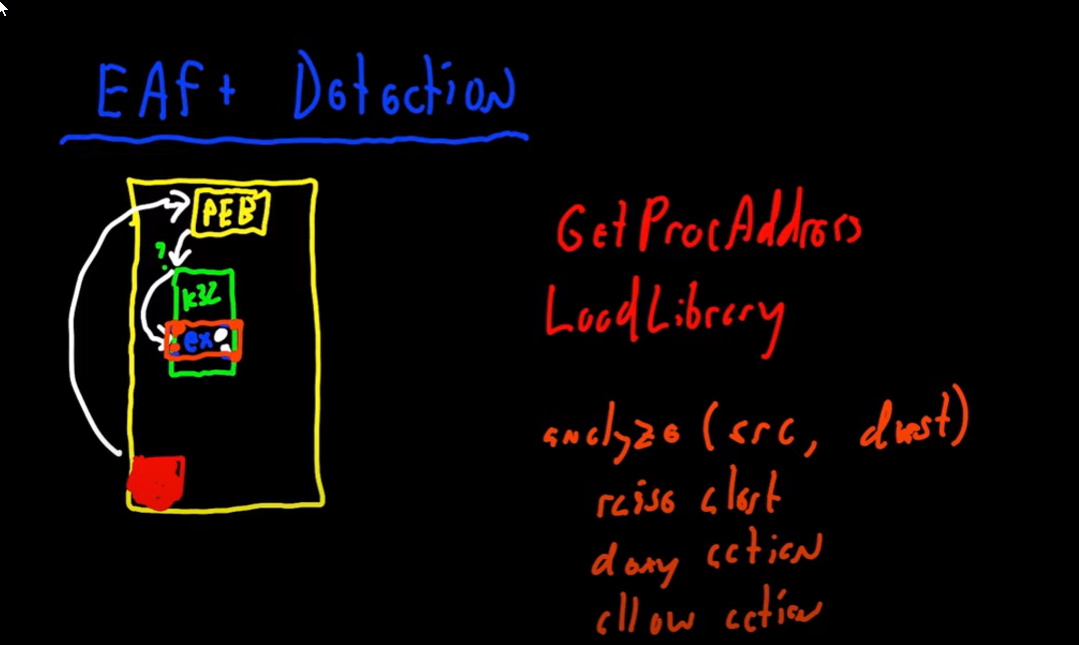 EAF+ Detection
PEB
?
k32
ex
GetProcAddress
LoadLibrary
analyze (src, dest)
raise alert
deny action
allow action